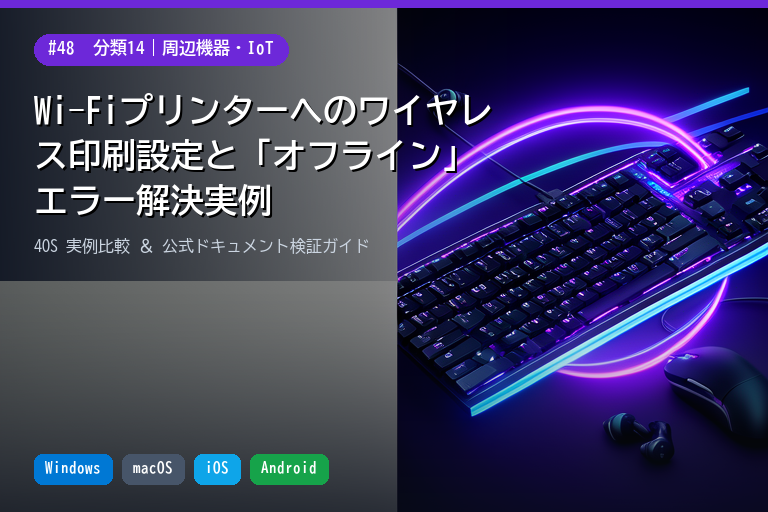 #48 分類14｜周辺機器・IoT
Wi-Fiプリンターへのワイヤレ
ス印刷設定と「オフライン」
エラー解決実例
4OS 実例比較 ＆ 公式ドキュメント検証ガイド
Windows
macOS
iOS
Android